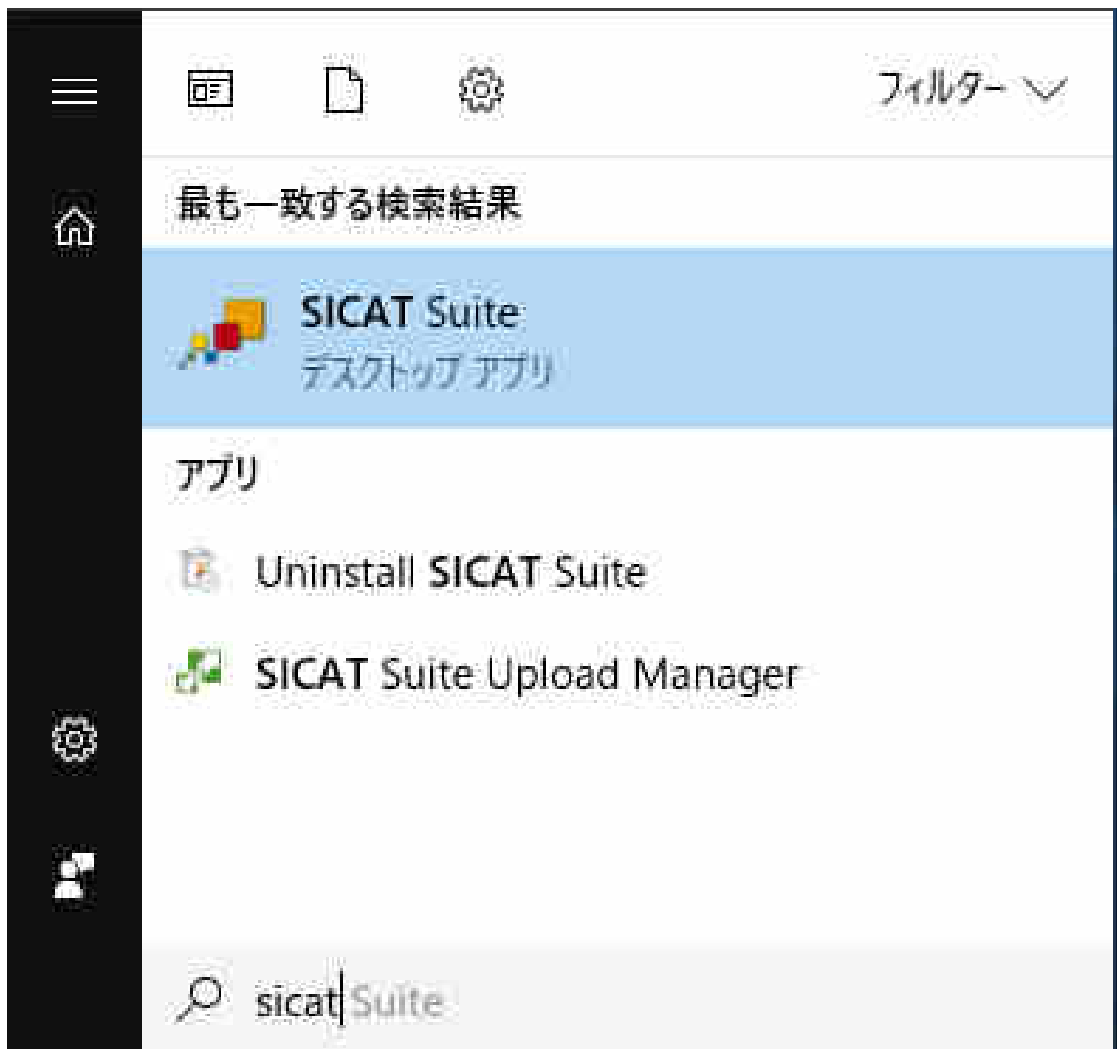 フィルター
最も一致する検索結果
SICAT Suite
デスクトップ アプリ
アプリ
Uninstall SICAT Suite
SICAT Suite Upload Manager
sicat Suite